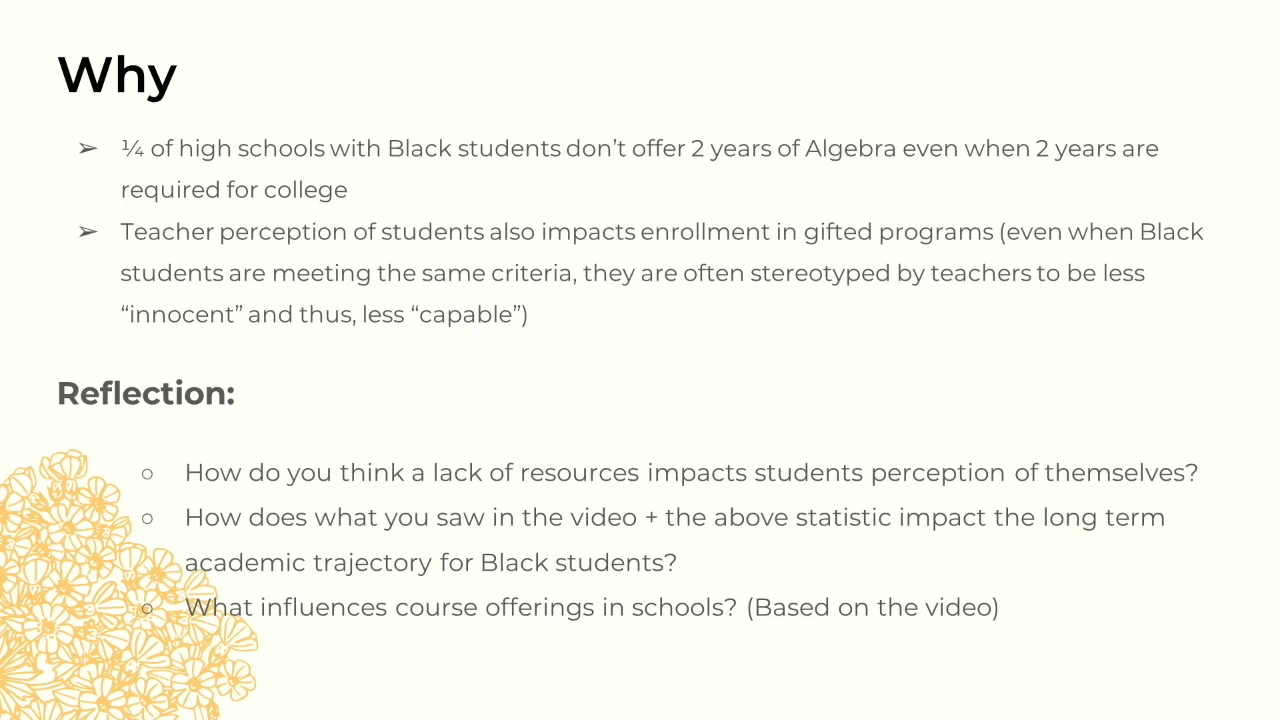 Why
➢ ¼ of high schools with Black students don’t offer 2 years of Algebra even when 2 years are
required for college
➢ Teacher perception of students also impacts enrollment in gifted programs (even when Black
students are meeting the same criteria, they are often stereotyped by teachers to be less
“innocent” and thus, less “capable”)
Reflection:
○ How do you think a lack of resources impacts students perception of themselves?
○ How does what you saw in the video + the above statistic impact the long term
academic trajectory for Black students?
○ What influences course offerings in schools? (Based on the video)